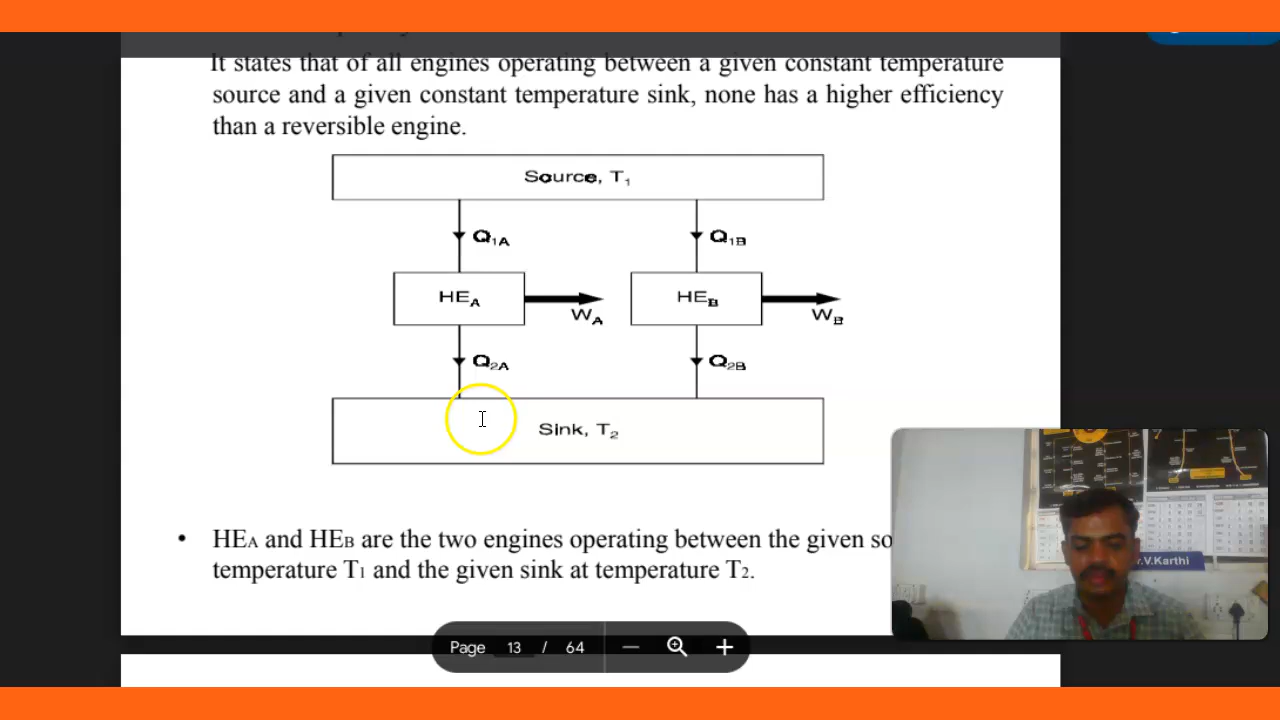 It states that of all engines operating between a given constant temperature
source and a given constant temperature sink, none has a higher efficiency
than a reversible engine.
Source, T1
Q1A
Q1B
HEA
HEB
WA
WB
Q2A
Q2B
Sink, T2
• HEA and HEB are the two engines operating between the given so
temperature T1 and the given sink at temperature T2.
r.V.Karthi
Page 13 / 64